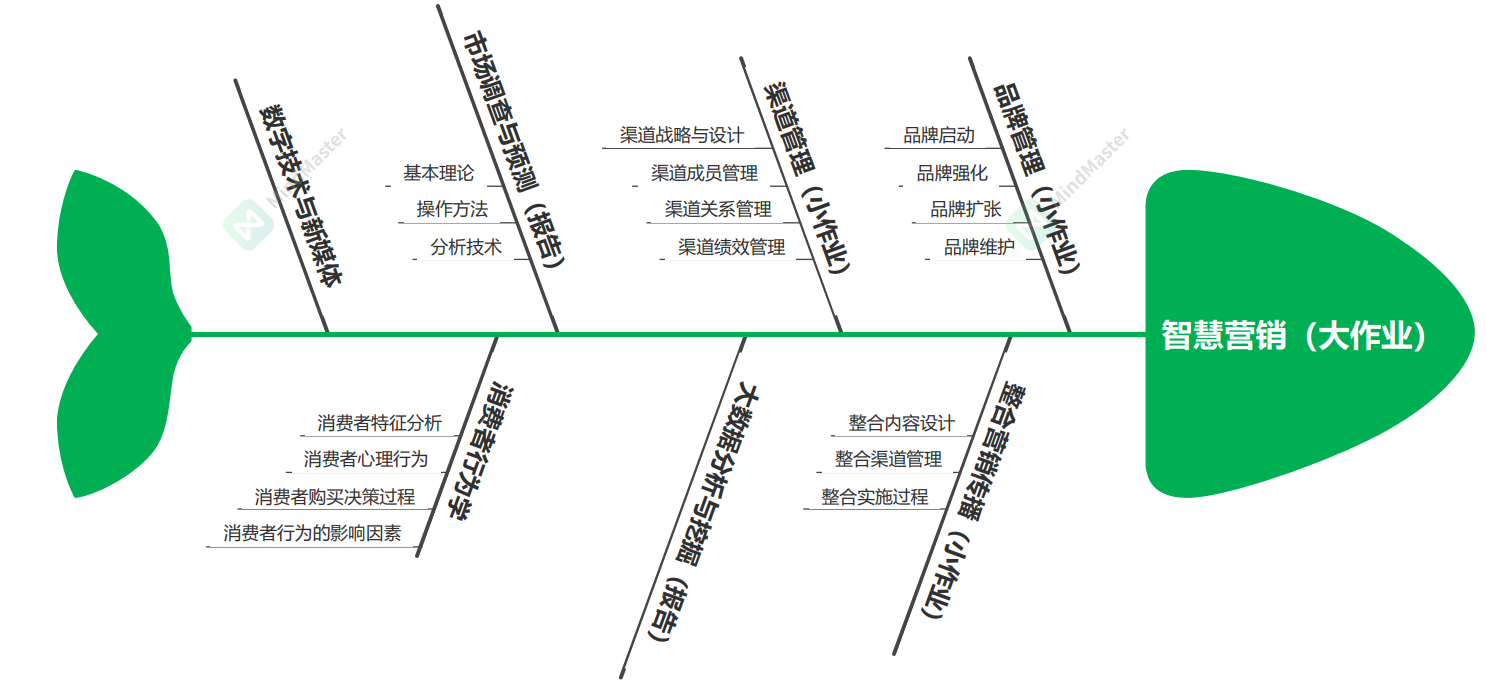 数字技术与新媒体
市场调查与预测（报告）
基本理论
操作方法
分析技术
渠道管理（小作业）
渠道战略与设计
渠道成员管理
渠道关系管理
渠道绩效管理
品牌管理（小作业）
品牌启动
品牌强化
品牌扩张
品牌维护
智慧营销（大作业）
消费者行为学
消费者特征分析
消费者心理行为
消费者购买决策过程
消费者行为的影响因素
大数据分析与挖掘（报告）
整合营销传播（小作业）
整合内容设计
整合渠道管理
整合实施过程
MindMaster
MindMaster